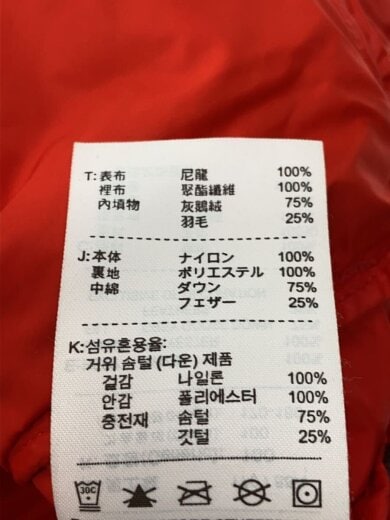 T:表布 尼龍 100%
裡布 聚酯纖維 100%
內填物 灰鵝絨 75%
羽毛 25%
J:本体 ナイロン 100%
裏地 ポリエステル 100%
中綿 ダウン 75%
フェザー 25%
K:섬유혼용율:
거위 솜털 (다운) 제품
겉감 나일론 100%
안감 폴리에스터 100%
충전재 솜털 75%
깃털 25%
30C